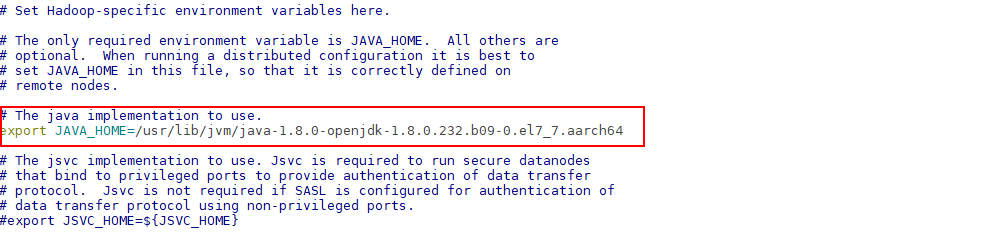 # Set Hadoop-specific environment variables here.
# The only required environment variable is JAVA_HOME.  All others are
# optional.  When running a distributed configuration it is best to
# set JAVA_HOME in this file, so that it is correctly defined on
# remote nodes.
# The java implementation to use.
export JAVA_HOME=/usr/lib/jvm/java-1.8.0-openjdk-1.8.0.232.b09-0.el7_7.aarch64
# The jsvc implementation to use. Jsvc is required to run secure datanodes
# that bind to privileged ports to provide authentication of data transfer
# protocol.  Jsvc is not required if SASL is configured for authentication of
# data transfer protocol using non-privileged ports.
#export JSVC_HOME=${JSVC_HOME}